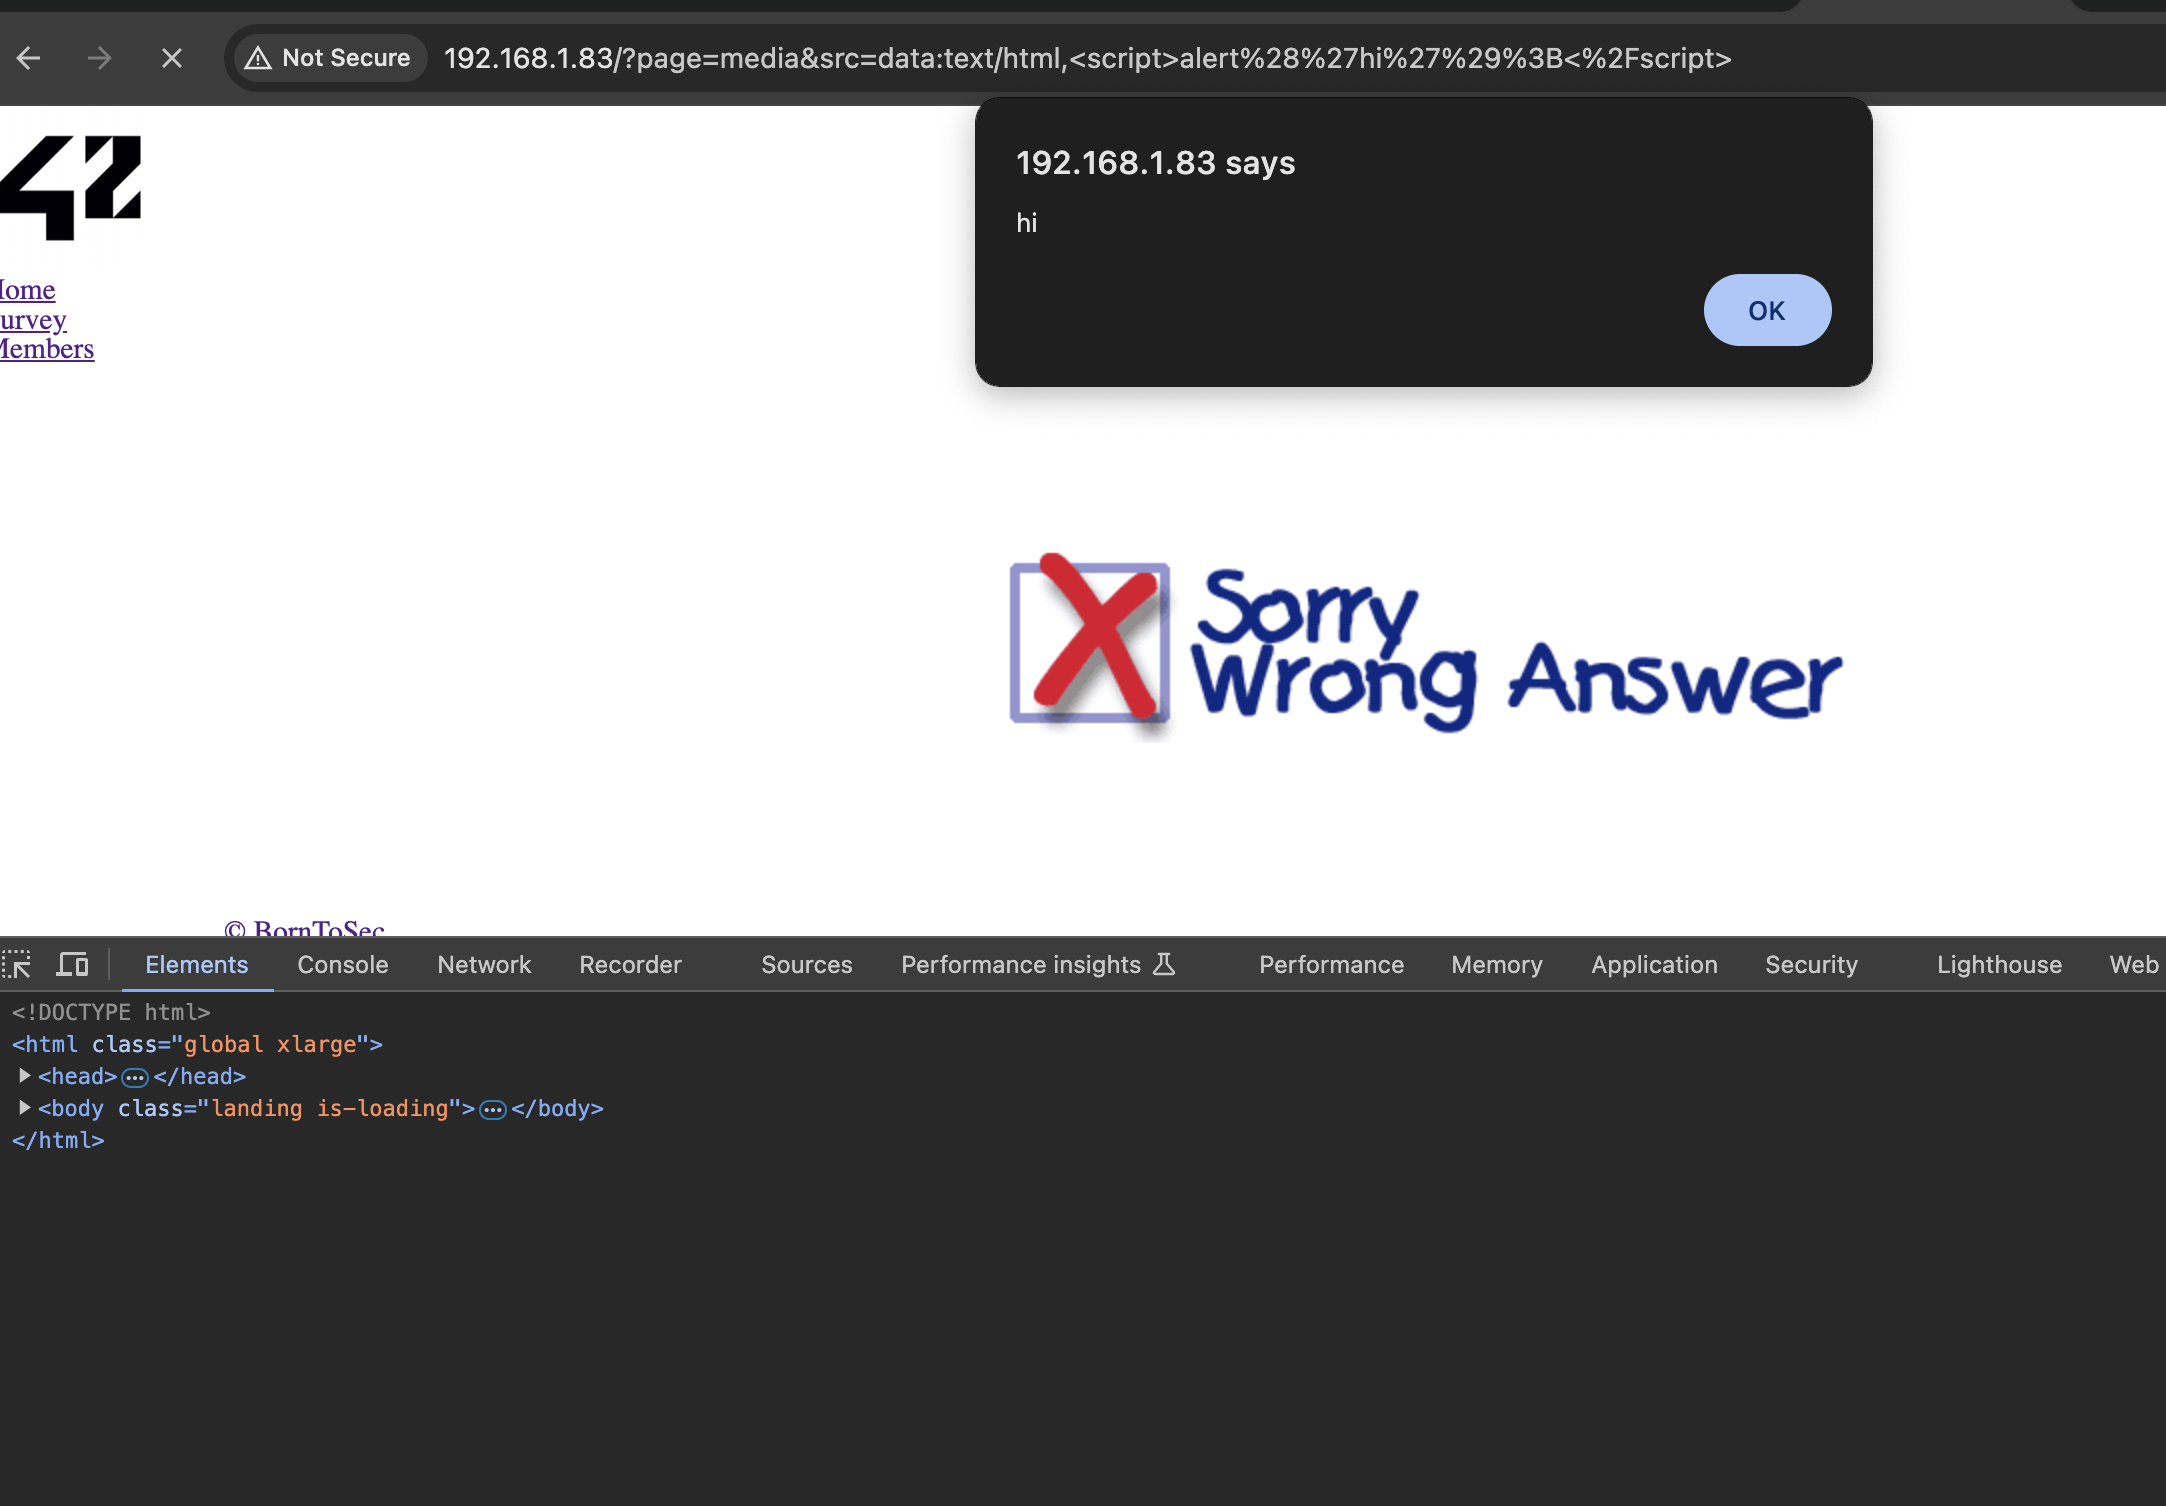 Not Secure 192.168.1.83/?page=media&src=data:text/html,<script>alert%28%27hi%27%29%3B<%2Fscript>
42
192.168.1.83 says
hi
OK
ome
urvey
Members
Sorry
Wrong Answer
© BornToSec
Elements Console Network Recorder Sources Performance insights Performance Memory Application Security Lighthouse Web
<!DOCTYPE html>
<html class="global xlarge">
<head>…</head>
<body class="landing is-loading">…</body>
</html>